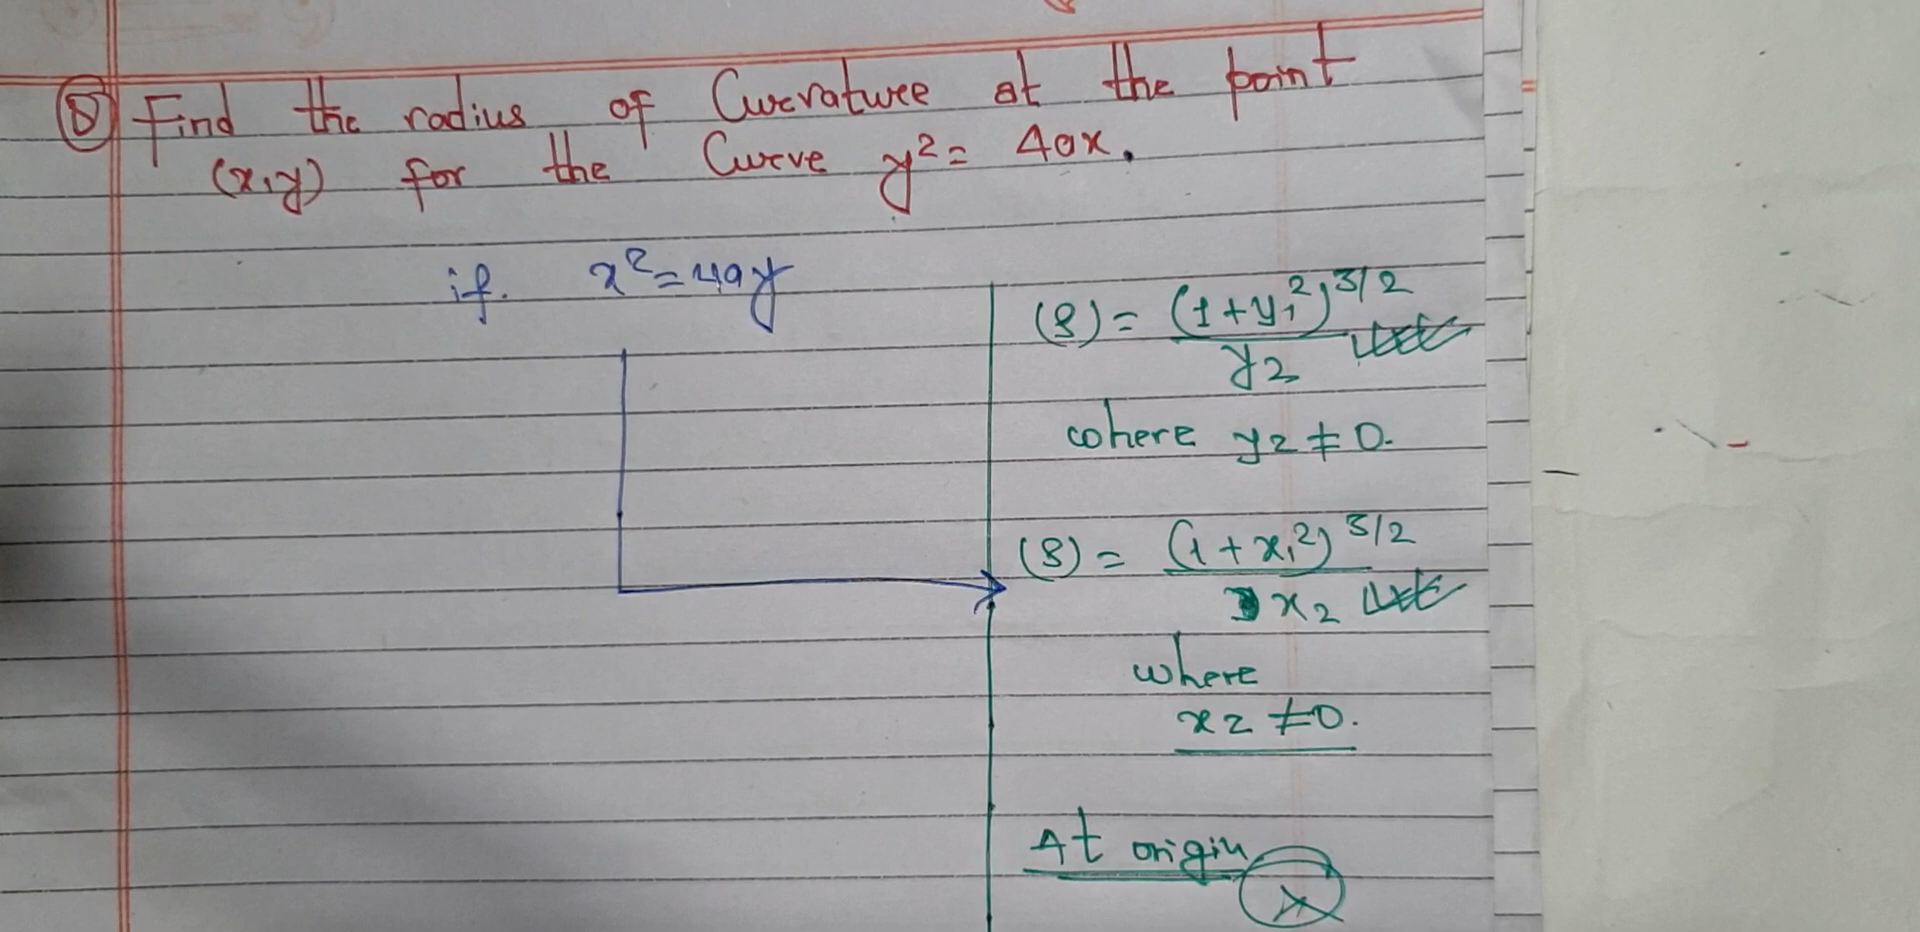 ⑧ Find the radius of Curvature at the point
(x,y) for the Curve y² = 4ax.
if. x² = 4ay
(ρ) = (1+y₁²)^3/2 / y₂
where y₂ ≠ 0.
(ρ) = (1+x₁²)^3/2 / x₂
where
x₂ ≠ 0.
At origin